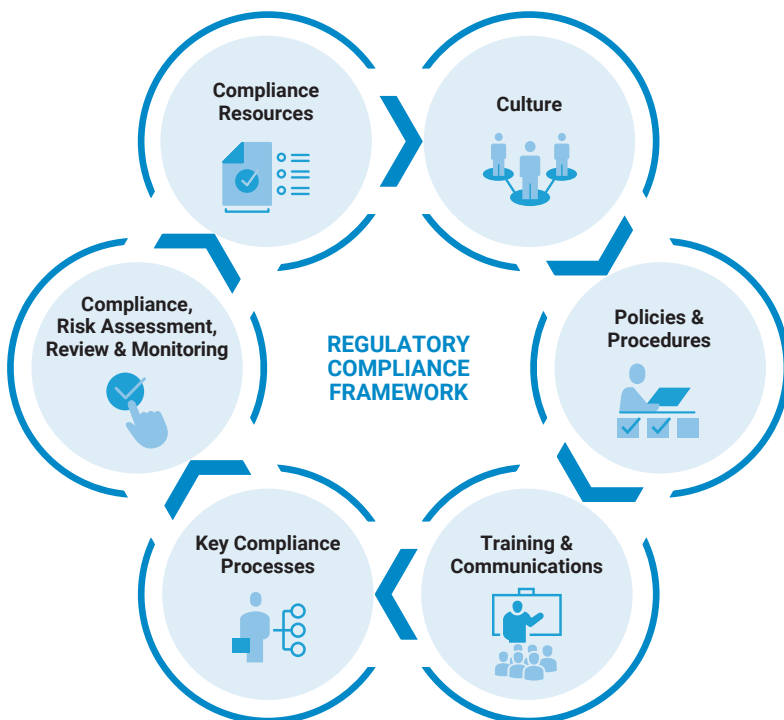 Compliance
Resources
Culture
Compliance,
Risk Assessment,
Review & Monitoring
REGULATORY
COMPLIANCE
FRAMEWORK
Policies &
Procedures
Key Compliance
Processes
Training &
Communications